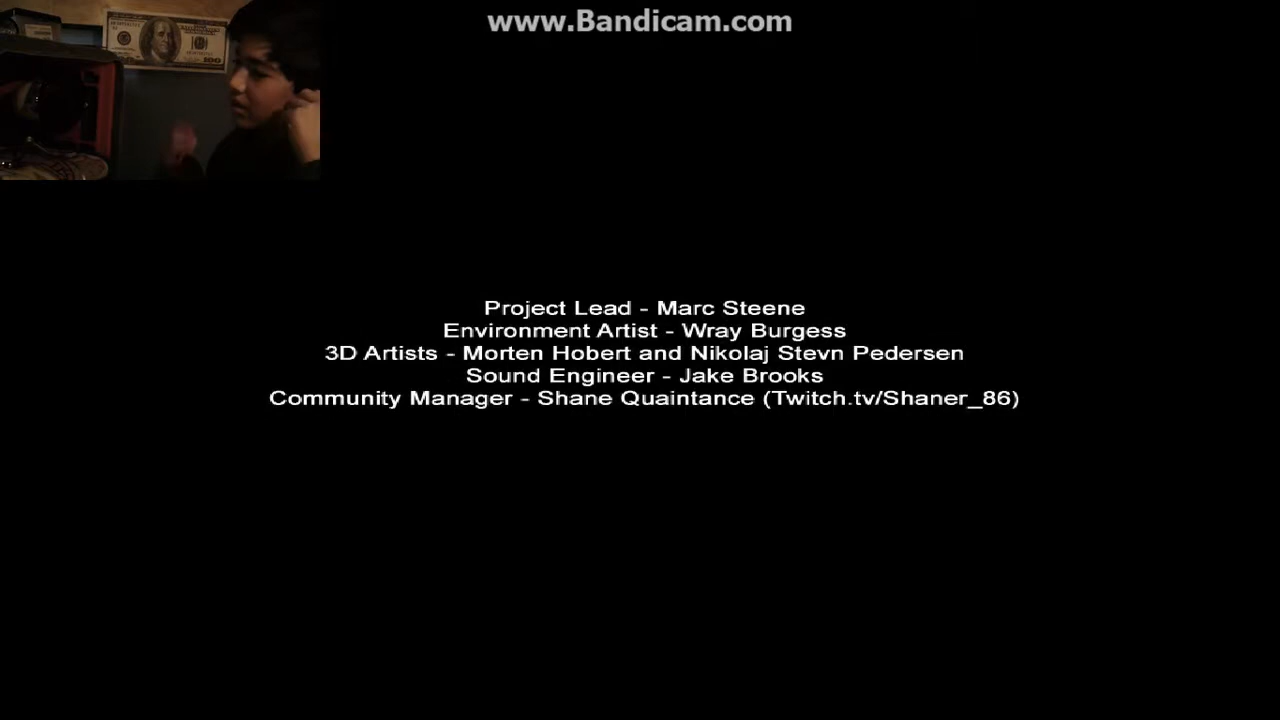 www.Bandicam.com
100
Project Lead - Marc Steene
Environment Artist - Wray Burgess
3D Artists - Morten Hobert and Nikolaj Stevn Pedersen
Sound Engineer - Jake Brooks
Community Manager - Shane Quaintance (Twitch.tv/Shaner_86)